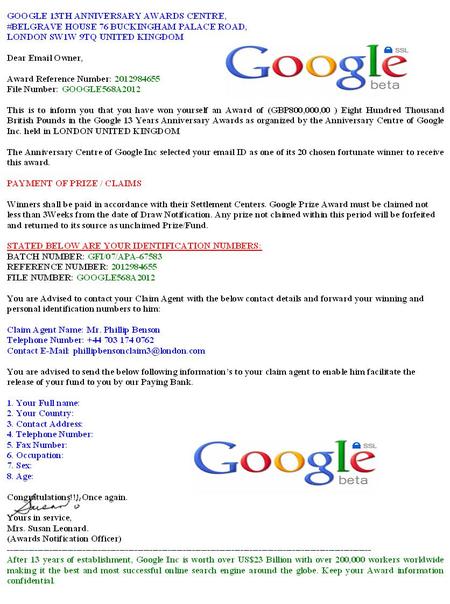 GOOGLE 13TH ANNIVERSARY AWARDS CENTRE,
#BELGRAVE HOUSE 76 BUCKINGHAM PALACE ROAD,
LONDON SW1W 9TQ UNITED KINGDOM
SSL
Google
beta
Dear Email Owner,
Award Reference Number: 2012984655
File Number: GOOGLE568A2012
This is to inform you that you have won yourself an Award of (GBP800,000,00 ) Eight Hundred Thousand
British Pounds in the Google 13 Years Anniversary Awards as organized by the Anniversary Centre of Google
Inc. held in LONDON UNITED KINGDOM
The Anniversary Centre of Google Inc selected your email ID as one of its 20 chosen fortunate winner to receive
this award.
PAYMENT OF PRIZE / CLAIMS
Winners shall be paid in accordance with their Settlement Centers. Google Prize Award must be claimed not
less than 3Weeks from the date of Draw Notification. Any prize not claimed within this period will be forfeited
and returned to its source as unclaimed Prize/Fund.
STATED BELOW ARE YOUR IDENTIFICATION NUMBERS:
BATCH NUMBER: GFI/07/APA-67583
REFERENCE NUMBER: 2012984655
FILE NUMBER: GOOGLE568A2012
You are Advised to contact your Claim Agent with the below contact details and forward your winning and
personal identification numbers to him:
Claim Agent Name: Mr. Phillip Benson
Telephone Number: +44 703 174 0762
Contact E-Mail: phillipbensonclaim3@london.com
You are advised to send the below following information's to your claim agent to enable him facilitate the
release of your fund to you by our Paying Bank.
1. Your Full name:
2. Your Country:
3. Contact Address:
4. Telephone Number:
5. Fax Number:
6. Occupation:
7. Sex:
8. Age:
SSL
Google
beta
Congratulations!!!, Once again.
Susan
Yours in service,
Mrs. Susan Leonard.
(Awards Notification Officer)
After 13 years of establishment, Google Inc is worth over US$23 Billion with over 200,000 workers worldwide
making it the best and most successful online search engine around the globe. Keep your Award information
confidential.